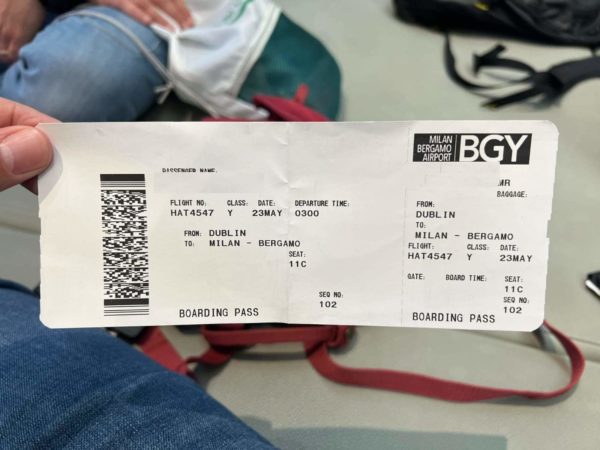 MILAN
BERGAMO
AIRPORT
BGY
PASSENGER NAME:
FLIGHT NO: CLASS: DATE: DEPARTURE TIME:
HAT4547 Y 23MAY 0300
FROM: DUBLIN
TO: MILAN - BERGAMO
SEAT:
11C
SEQ NO:
102
BOARDING PASS
MR
BAGGAGE:
FROM:
DUBLIN
TO:
MILAN - BERGAMO
FLIGHT: CLASS: DATE:
HAT4547 Y 23MAY
GATE: BOARD TIME: SEAT:
11C
SEQ NO:
102
BOARDING PASS